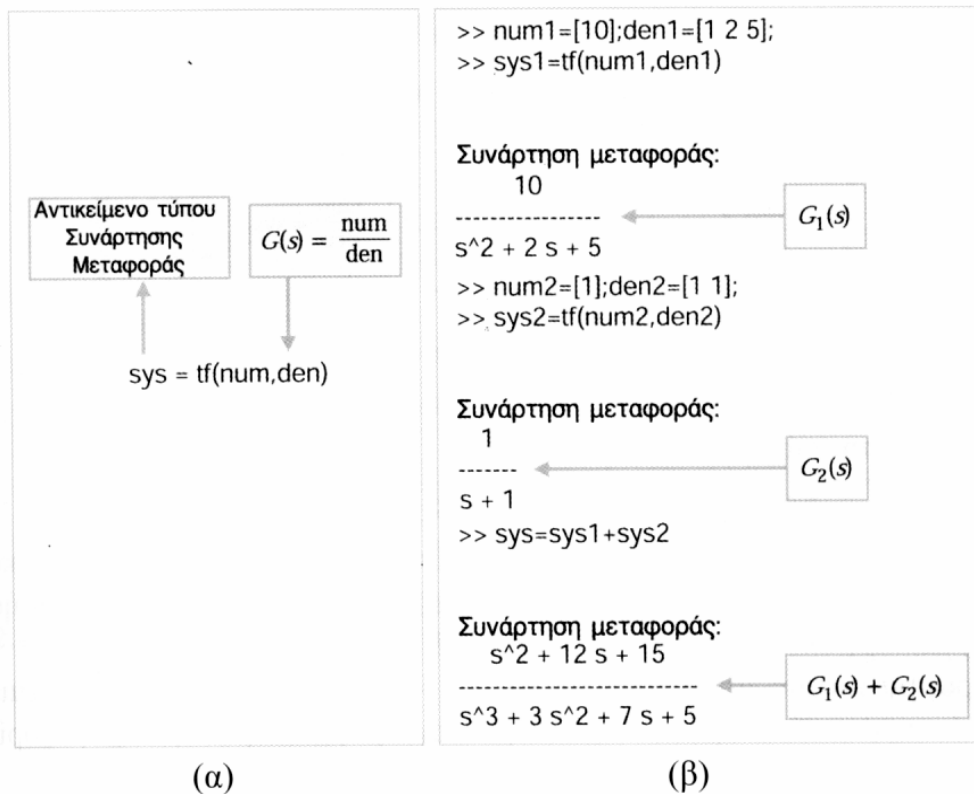 Αντικείμενο τύπου
Συνάρτησης
Μεταφοράς
G(s) = num
den
sys = tf(num,den)
(α)
>> num1=[10];den1=[1 2 5];
>> sys1=tf(num1,den1)
Συνάρτηση μεταφοράς:
10
----------------
s^2 + 2 s + 5
G1(s)
>> num2=[1];den2=[1 1];
>> sys2=tf(num2,den2)
Συνάρτηση μεταφοράς:
1
-------
s + 1
G2(s)
>> sys=sys1+sys2
Συνάρτηση μεταφοράς:
s^2 + 12 s + 15
--------------------------
s^3 + 3 s^2 + 7 s + 5
G1(s) + G2(s)
(β)